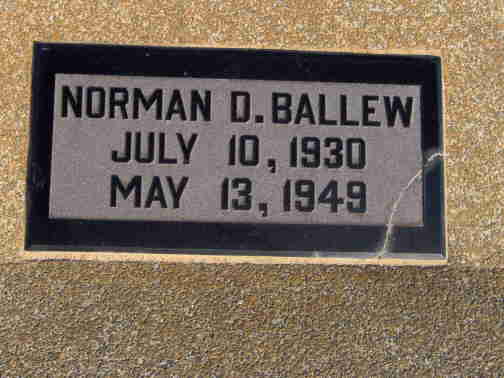 NORMAN D. BALLEW
JULY 10, 1930
MAY 13, 1949